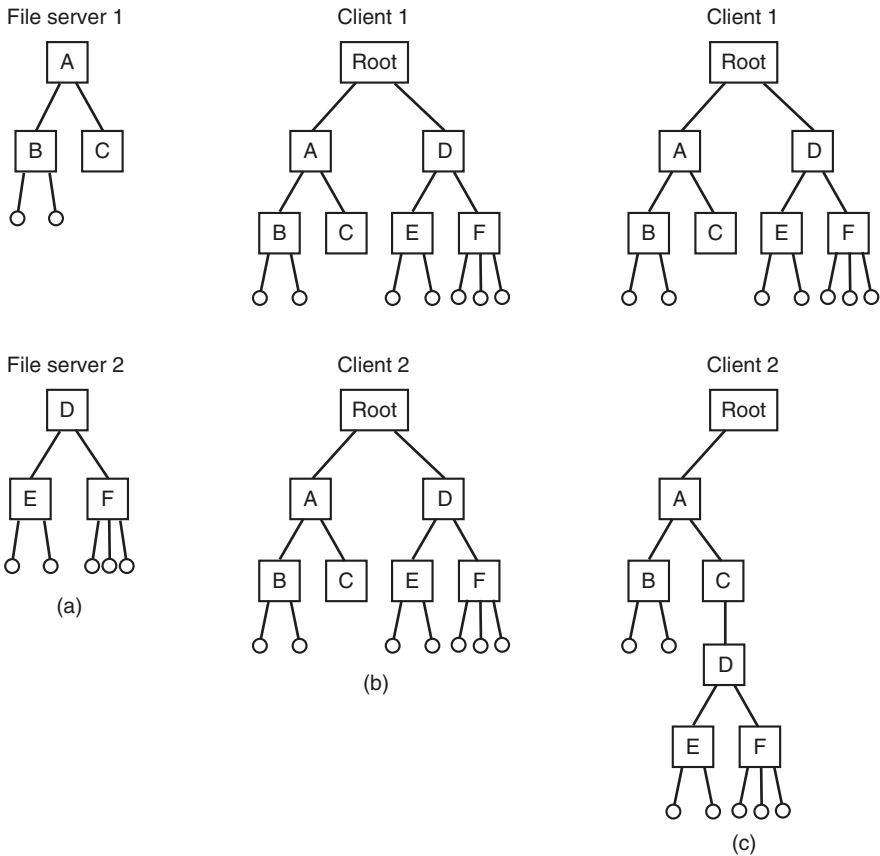 File server 1
A
B
C
File server 2
D
E
F
(a)
Client 1
Root
A
D
B
C
E
F
Client 2
Root
A
D
B
C
E
F
(b)
Client 1
Root
A
D
B
C
E
F
Client 2
Root
A
B
C
D
E
F
(c)